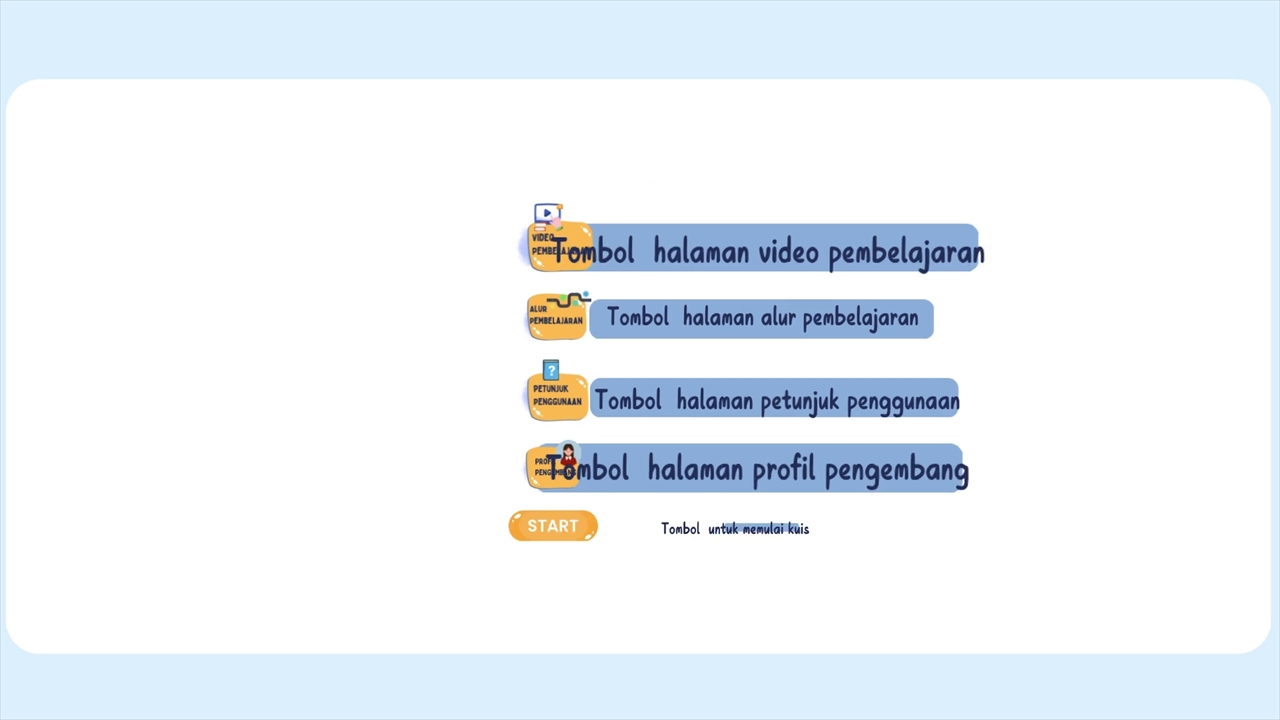 VIDEO
PEMBELAJARAN
Tombol halaman video pembelajaran
ALUR
PEMBELAJARAN
Tombol halaman alur pembelajaran
PETUNJUK
PENGGUNAAN
Tombol halaman petunjuk penggunaan
PROFIL
PENGEMBANG
Tombol halaman profil pengembang
START
Tombol untuk memulai kuis